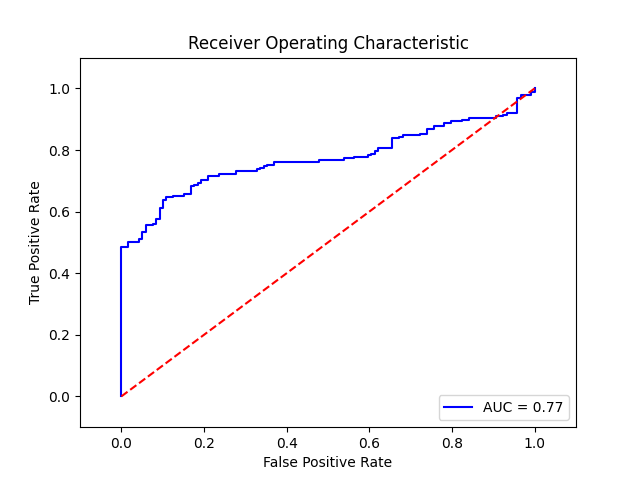 Receiver Operating Characteristic
True Positive Rate
1.0
0.8
0.6
0.4
0.2
0.0
AUC = 0.77
0.0 0.2 0.4 0.6 0.8 1.0
False Positive Rate